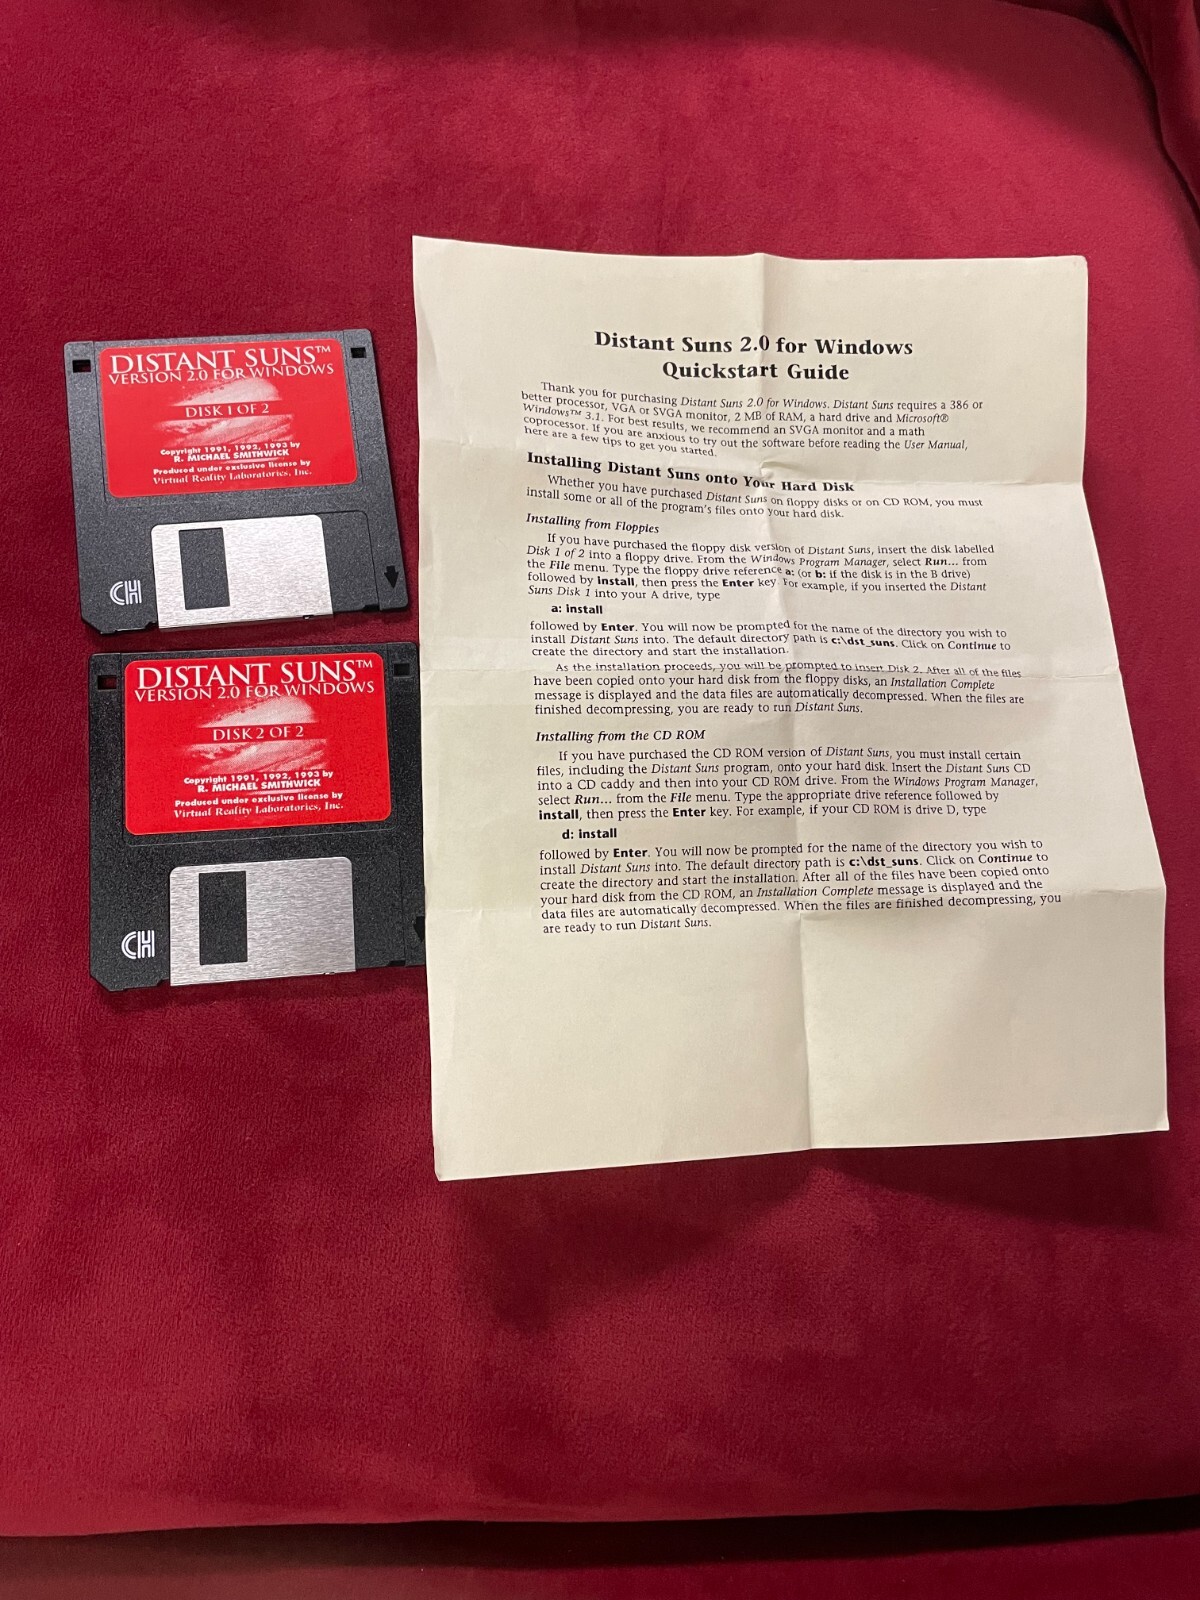 DISTANT SUNS™
VERSION 2.0 FOR WINDOWS
DISK 1 OF 2
Copyright 1991, 1992, 1993 by
R. MICHAEL SMITHWICK
Produced under exclusive license by
Virtual Reality Laboratories, Inc.
CH
DISTANT SUNS™
VERSION 2.0 FOR WINDOWS
DISK 2 OF 2
Copyright 1991, 1992, 1993 by
R. MICHAEL SMITHWICK
Produced under exclusive license by
Virtual Reality Laboratories, Inc.
CH
Distant Suns 2.0 for Windows
Quickstart Guide
Thank you for purchasing Distant Suns 2.0 for Windows. Distant Suns requires a 386 or
better processor, VGA or SVGA monitor, 2 MB of RAM, a hard drive and Microsoft®
Windows™ 3.1. For best results, we recommend an SVGA monitor and a math
coprocessor. If you are anxious to try out the software before reading the User Manual,
here are a few tips to get you started.
Installing Distant Suns onto Your Hard Disk
Whether you have purchased Distant Suns on floppy disks or on CD ROM, you must
install some or all of the program's files onto your hard disk.
Installing from Floppies
If you have purchased the floppy disk version of Distant Suns, insert the disk labelled
Disk 1 of 2 into a floppy drive. From the Windows Program Manager, select Run... from
the File menu. Type the floppy drive reference a: (or b: if the disk is in the B drive)
followed by install, then press the Enter key. For example, if you inserted the Distant
Suns Disk 1 into your A drive, type
a: install
followed by Enter. You will now be prompted for the name of the directory you wish to
install Distant Suns into. The default directory path is c:\dst_suns. Click on Continue to
create the directory and start the installation.
As the installation proceeds, you will be prompted to insert Disk 2. After all of the files
have been copied onto your hard disk from the floppy disks, an Installation Complete
message is displayed and the data files are automatically decompressed. When the files are
finished decompressing, you are ready to run Distant Suns.
Installing from the CD ROM
If you have purchased the CD ROM version of Distant Suns, you must install certain
files, including the Distant Suns program, onto your hard disk. Insert the Distant Suns CD
into a CD caddy and then into your CD ROM drive. From the Windows Program Manager,
select Run... from the File menu. Type the appropriate drive reference followed by
install, then press the Enter key. For example, if your CD ROM is drive D, type
d: install
followed by Enter. You will now be prompted for the name of the directory you wish to
install Distant Suns into. The default directory path is c:\dst_suns. Click on Continue to
create the directory and start the installation. After all of the files have been copied onto
your hard disk from the CD ROM, an Installation Complete message is displayed and the
data files are automatically decompressed. When the files are finished decompressing, you
are ready to run Distant Suns.